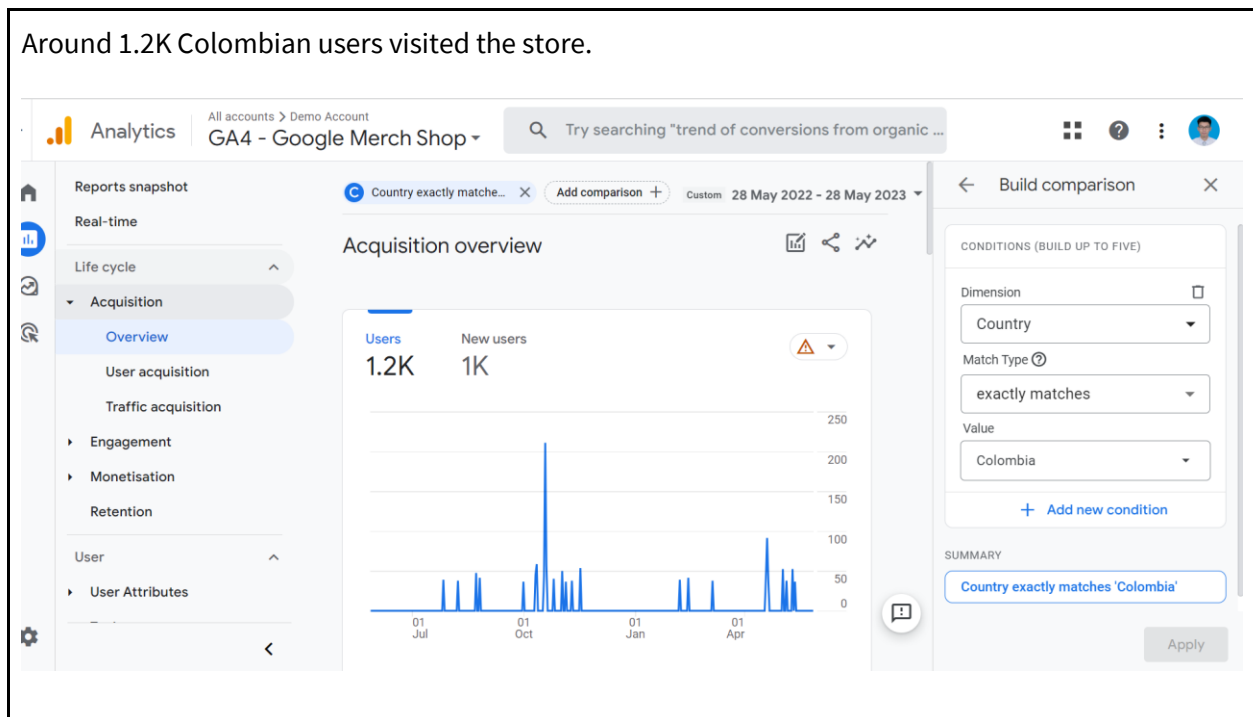 Around 1.2K Colombian users visited the store.
Analytics
All accounts > Demo Account
GA4 - Google Merch Shop
Try searching "trend of conversions from organic ...
Reports snapshot
Real-time
Life cycle
Acquisition
Overview
User acquisition
Traffic acquisition
Engagement
Monetisation
Retention
User
User Attributes
C Country exactly matche...
Add comparison +
Custom 28 May 2022 - 28 May 2023
Acquisition overview
Users
1.2K
New users
1K
250
200
150
100
50
0
01 Jul
01 Oct
01 Jan
01 Apr
Build comparison
CONDITIONS (BUILD UP TO FIVE)
Dimension
Country
Match Type
exactly matches
Value
Colombia
+ Add new condition
SUMMARY
Country exactly matches 'Colombia'
Apply